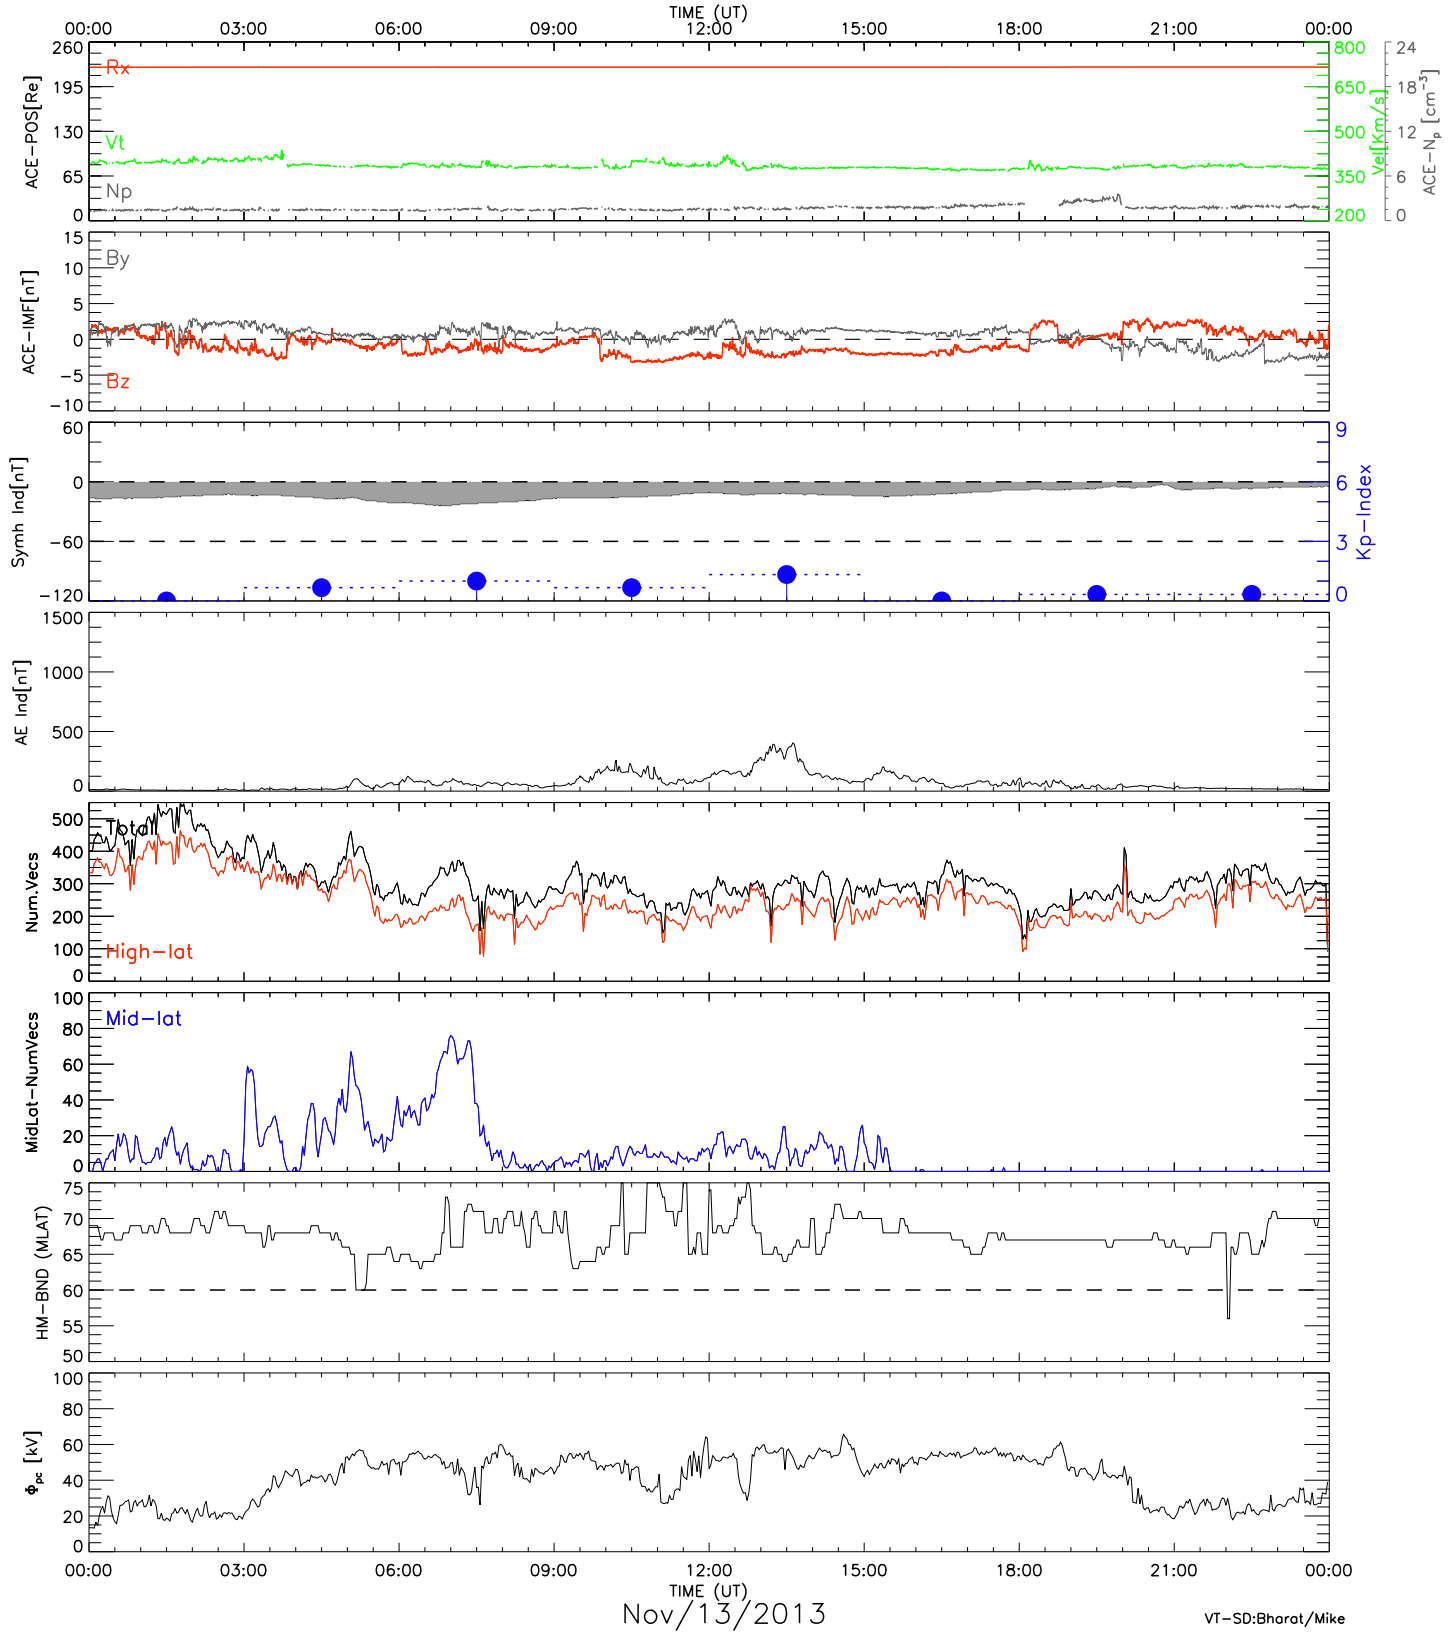 TIME (UT)
00:00 03:00 06:00 09:00 12:00 15:00 18:00 21:00 00:00
ACE-POS[Re]
260
195
130
65
0
Rx
Vt
Np
800
650
500
350
200
Vel[Km/s]
24
18
12
6
0
ACE-Np [cm-3]
ACE-IMF[nT]
15
10
5
0
-5
-10
By
Bz
Symh Ind[nT]
60
0
-60
-120
9
6
3
0
Kp-Index
AE Ind[nT]
1500
1000
500
0
Num.Vecs
500
400
300
200
100
0
Total
High-lat
MidLat-NumVecs
100
80
60
40
20
0
Mid-lat
HM-BND (MLAT)
75
70
65
60
55
50
Φpc [kV]
100
80
60
40
20
0
00:00 03:00 06:00 09:00 12:00 15:00 18:00 21:00 00:00
TIME (UT)
Nov/13/2013
VT-SD:Bharat/Mike